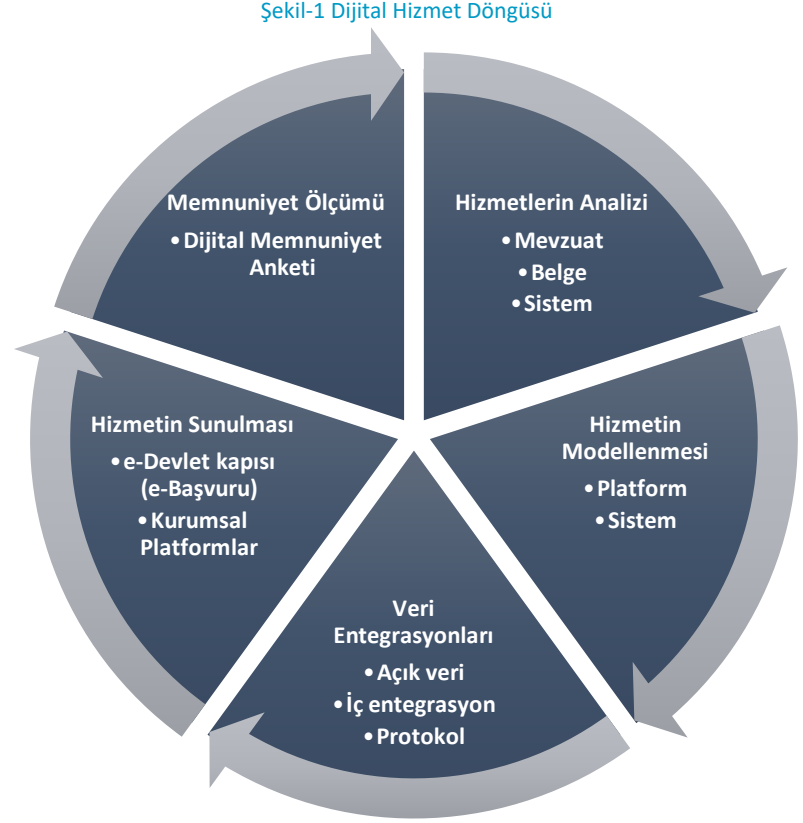 Şekil-1 Dijital Hizmet Döngüsü
Hizmetlerin Analizi
• Mevzuat
• Belge
• Sistem
Hizmetin
Modellenmesi
• Platform
• Sistem
Veri
Entegrasyonları
• Açık veri
• İç entegrasyon
• Protokol
Hizmetin Sunulması
• e-Devlet kapısı
(e-Başvuru)
• Kurumsal
Platformlar
Memnuniyet Ölçümü
• Dijital Memnuniyet
Anketi